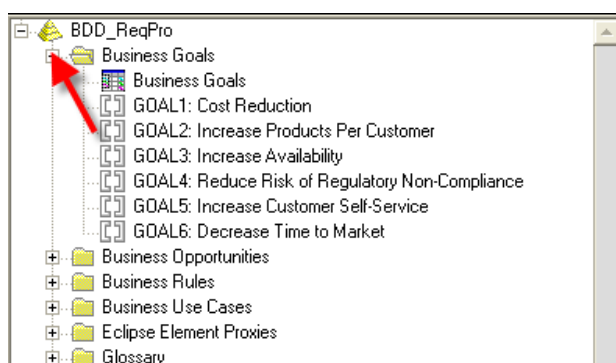 BDD_ReqPro
Business Goals
Business Goals
GOAL1: Cost Reduction
GOAL2: Increase Products Per Customer
GOAL3: Increase Availability
GOAL4: Reduce Risk of Regulatory Non-Compliance
GOAL5: Increase Customer Self-Service
GOAL6: Decrease Time to Market
Business Opportunities
Business Rules
Business Use Cases
Eclipse Element Proxies
Glossary